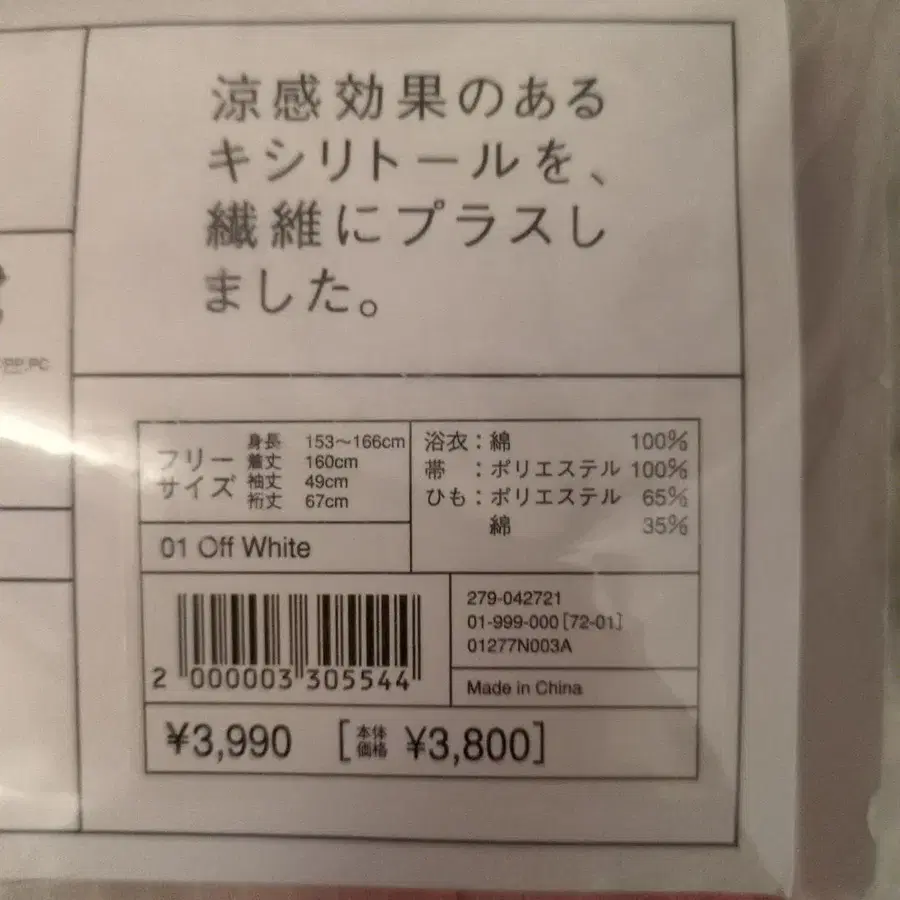 涼感効果のある
キシリトールを、
繊維にプラスし
ました。
PP,PC
フリー
サイズ
身長 153～166cm
着丈 160cm
袖丈 49cm
裄丈 67cm
浴衣：綿 100%
帯 ：ポリエステル 100%
ひも：ポリエステル 65%
綿 35%
01 Off White
2 000003 305544
279-042721
01-999-000 [72-01]
01277N003A
Made in China
¥3,990 [本体価格 ¥3,800]